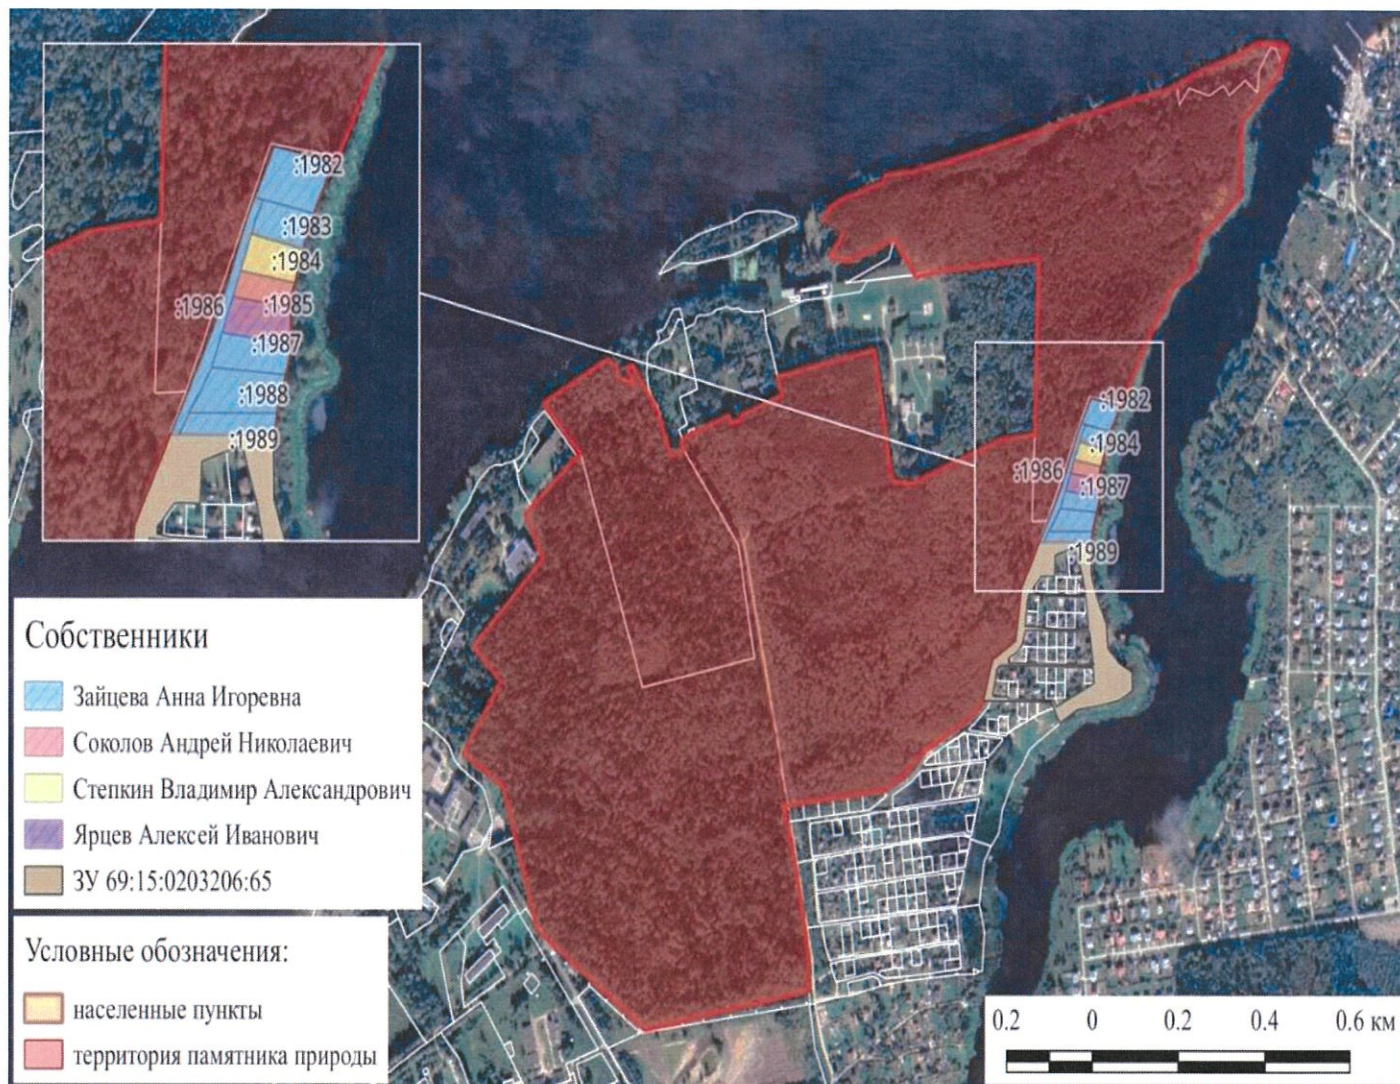 :1982
:1983
:1984
:1986
:1985
:1987
:1988
:1989
:1982
:1984
:1986
:1987
:1989
Собственники
Зайцева Анна Игоревна
Соколов Андрей Николаевич
Степкин Владимир Александрович
Ярцев Алексей Иванович
ЗУ 69:15:0203206:65
Условные обозначения:
населенные пункты
территория памятника природы
0.2 0 0.2 0.4 0.6 км